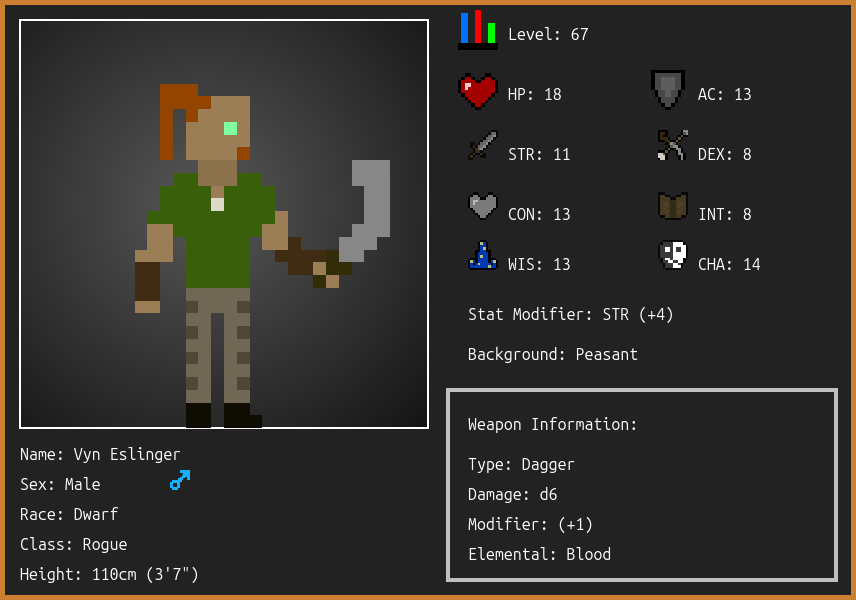 Level: 67
HP: 18
AC: 13
STR: 11
DEX: 8
CON: 13
INT: 8
WIS: 13
CHA: 14
Stat Modifier: STR (+4)
Background: Peasant
Weapon Information:
Type: Dagger
Damage: d6
Modifier: (+1)
Elemental: Blood
Name: Vyn Eslinger
Sex: Male
Race: Dwarf
Class: Rogue
Height: 110cm (3'7")